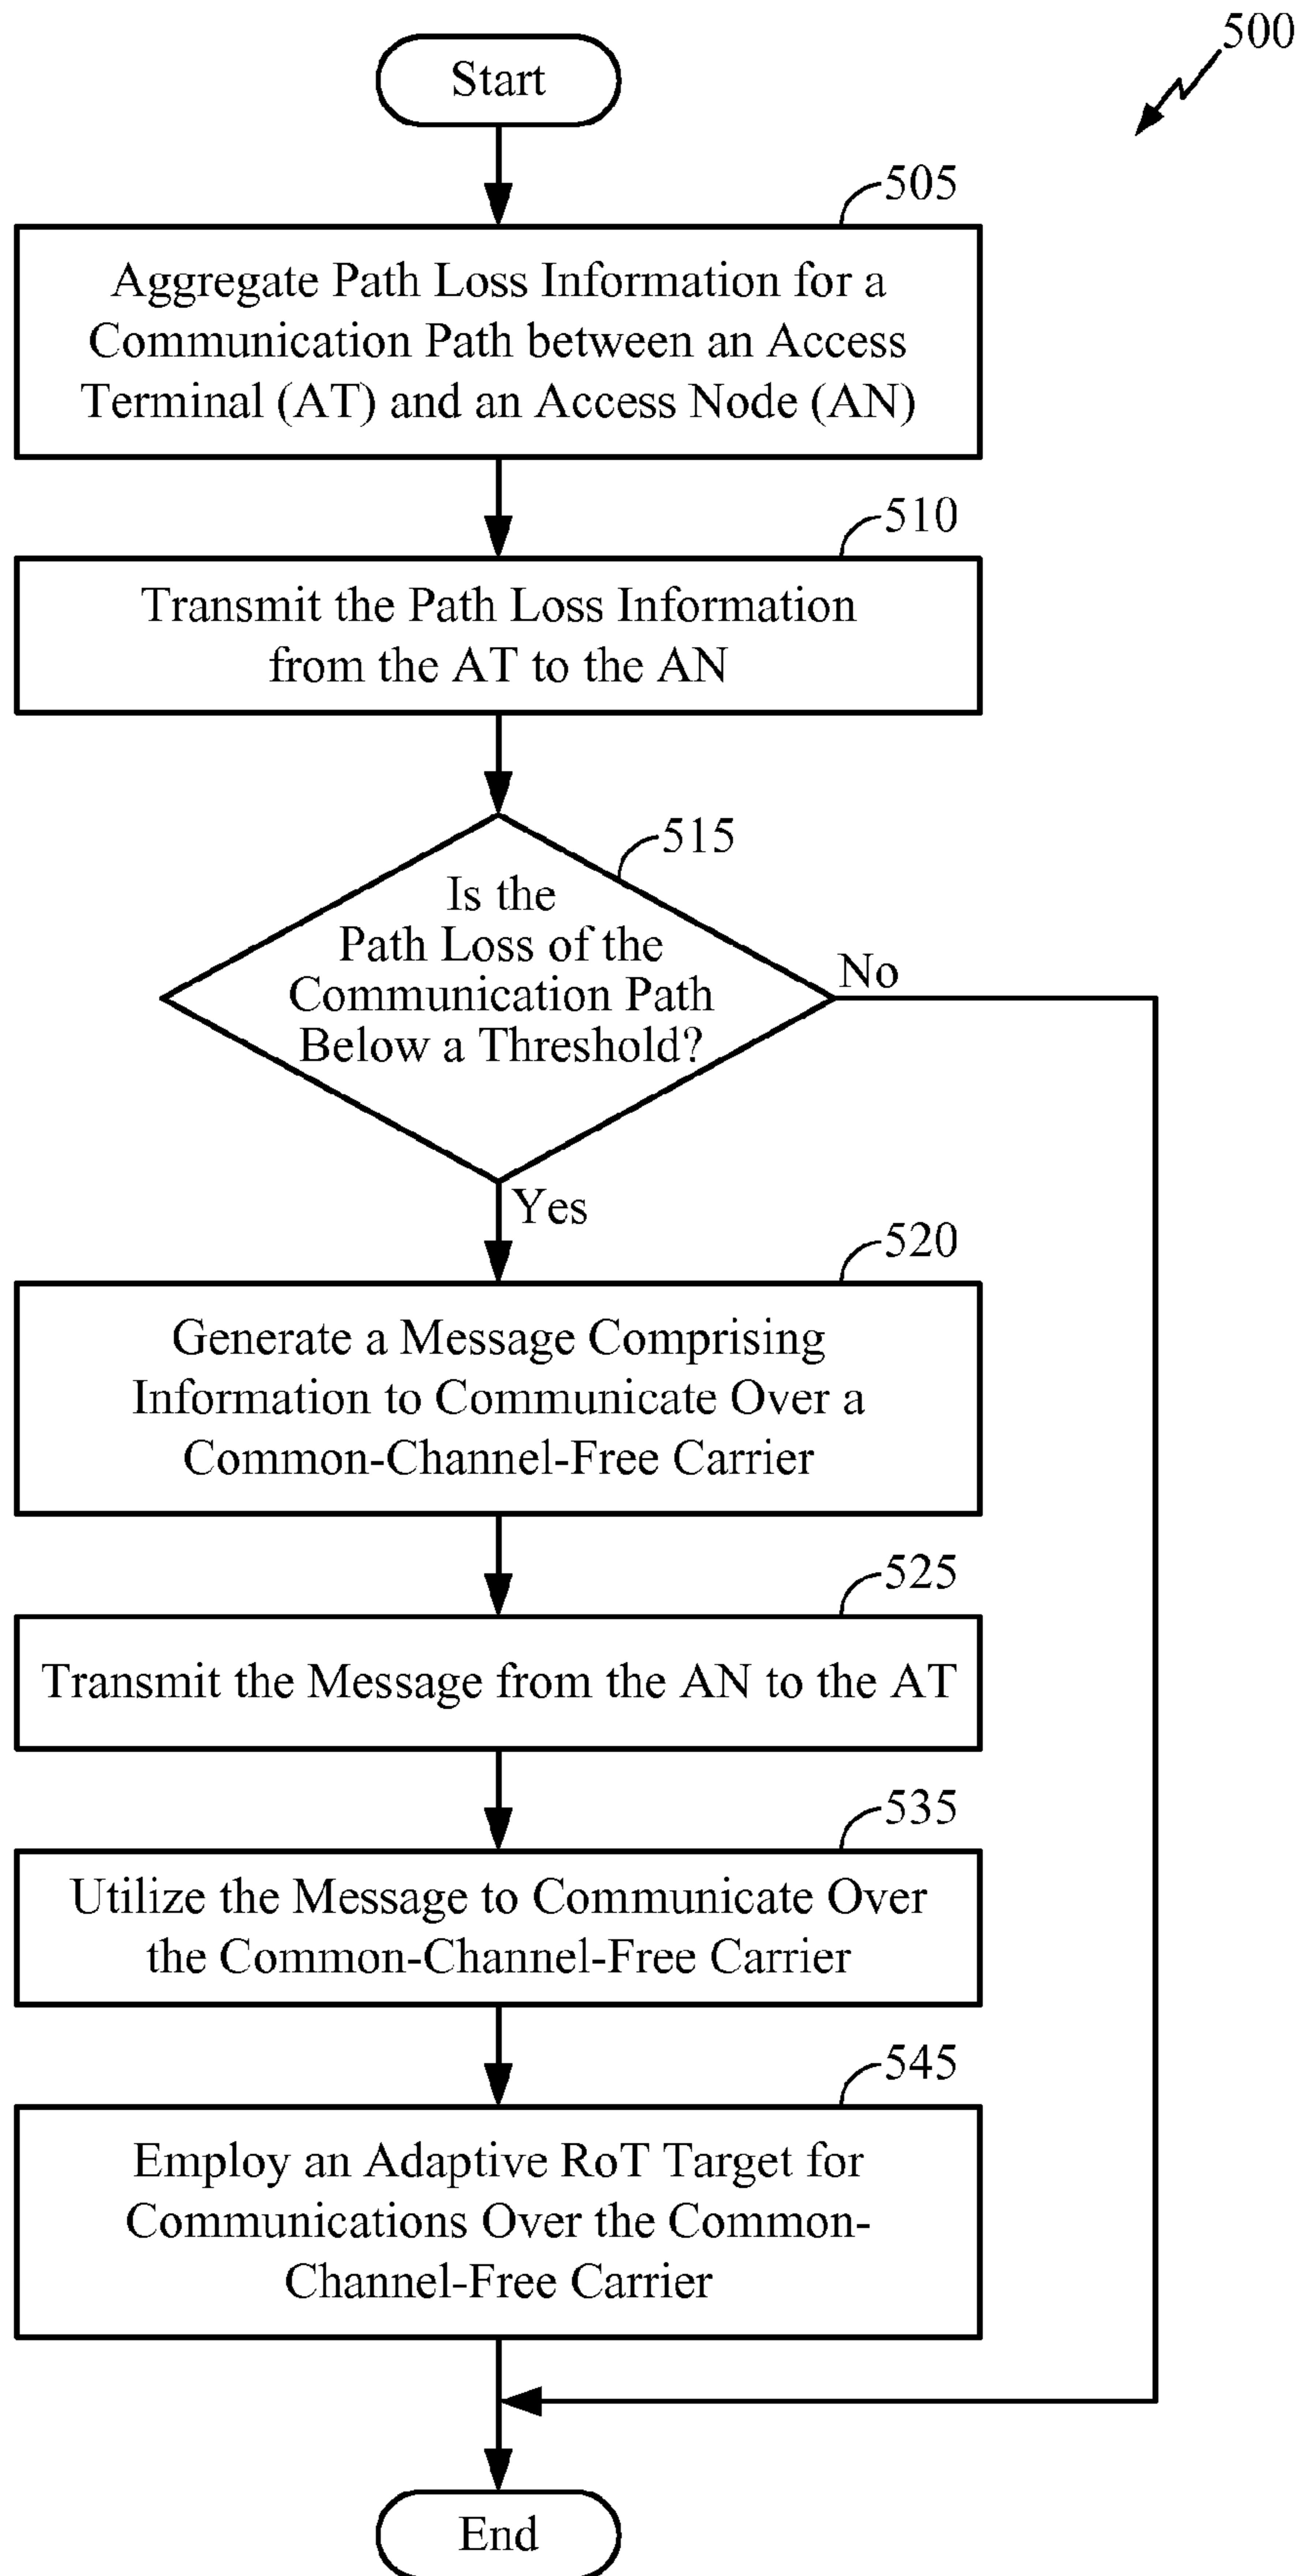 500
Start
505
Aggregate Path Loss Information for a
Communication Path between an Access
Terminal (AT) and an Access Node (AN)
510
Transmit the Path Loss Information
from the AT to the AN
515
Is the
Path Loss of the
Communication Path
Below a Threshold?
No
Yes
520
Generate a Message Comprising
Information to Communicate Over a
Common-Channel-Free Carrier
525
Transmit the Message from the AN to the AT
535
Utilize the Message to Communicate Over
the Common-Channel-Free Carrier
545
Employ an Adaptive RoT Target for
Communications Over the Common-
Channel-Free Carrier
End